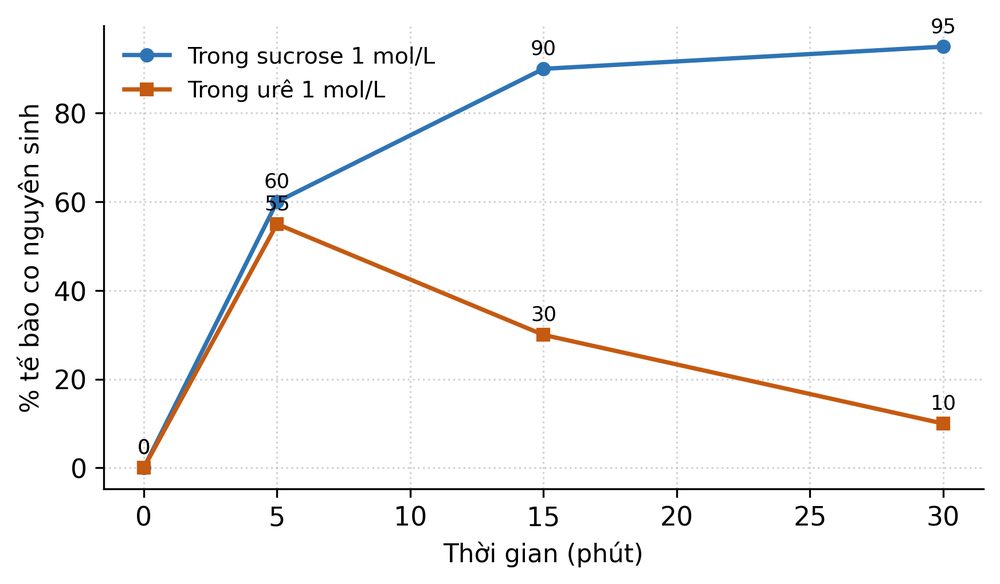 Trong sucrose 1 mol/L
Trong urê 1 mol/L
95
90
60
55
30
10
0
% tế bào co nguyên sinh
80
60
40
20
0
0 5 10 15 20 25 30
Thời gian (phút)